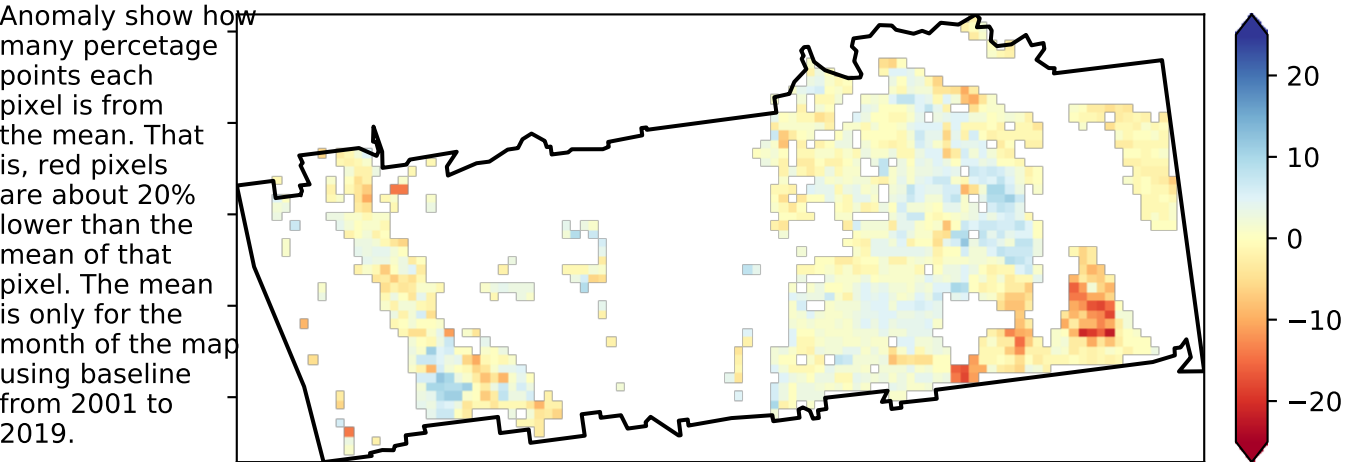 Anomaly show how
many percetage
points each
pixel is from
the mean. That
is, red pixels
are about 20%
lower than the
mean of that
pixel. The mean
is only for the
month of the map
using baseline
from 2001 to
2019.
20
10
0
−10
−20